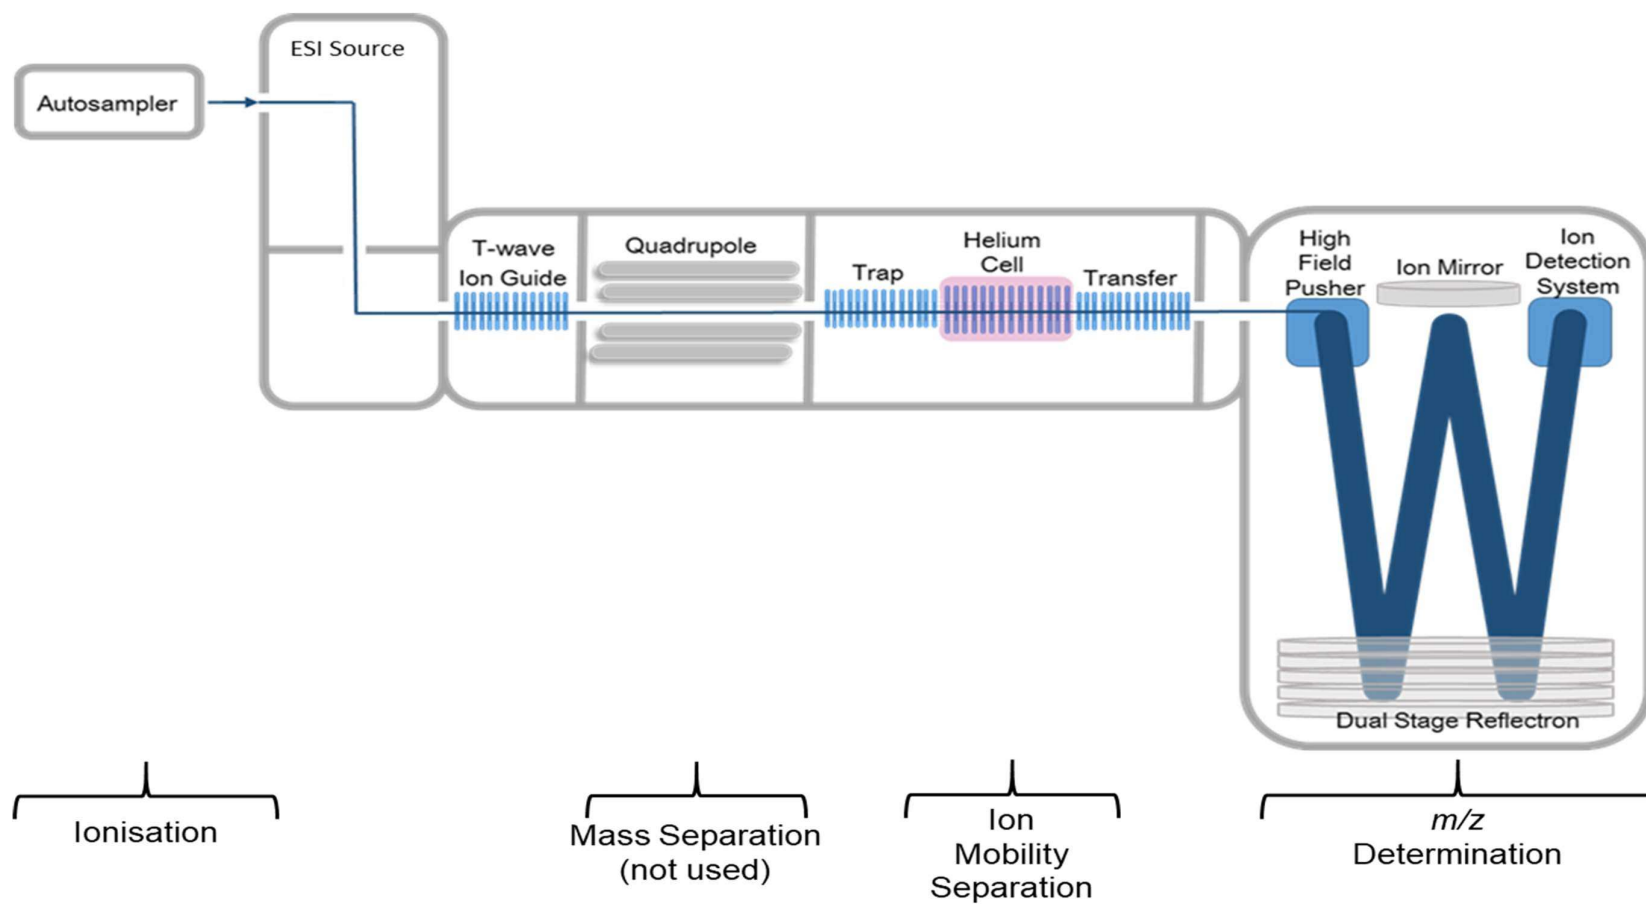 ESI Source
Autosampler
T-wave
Ion Guide
Quadrupole
Trap
Helium
Cell
Transfer
High
Field
Pusher
Ion Mirror
Ion
Detection
System
Dual Stage Reflectron
Ionisation
Mass Separation
(not used)
Ion
Mobility
Separation
m/z
Determination